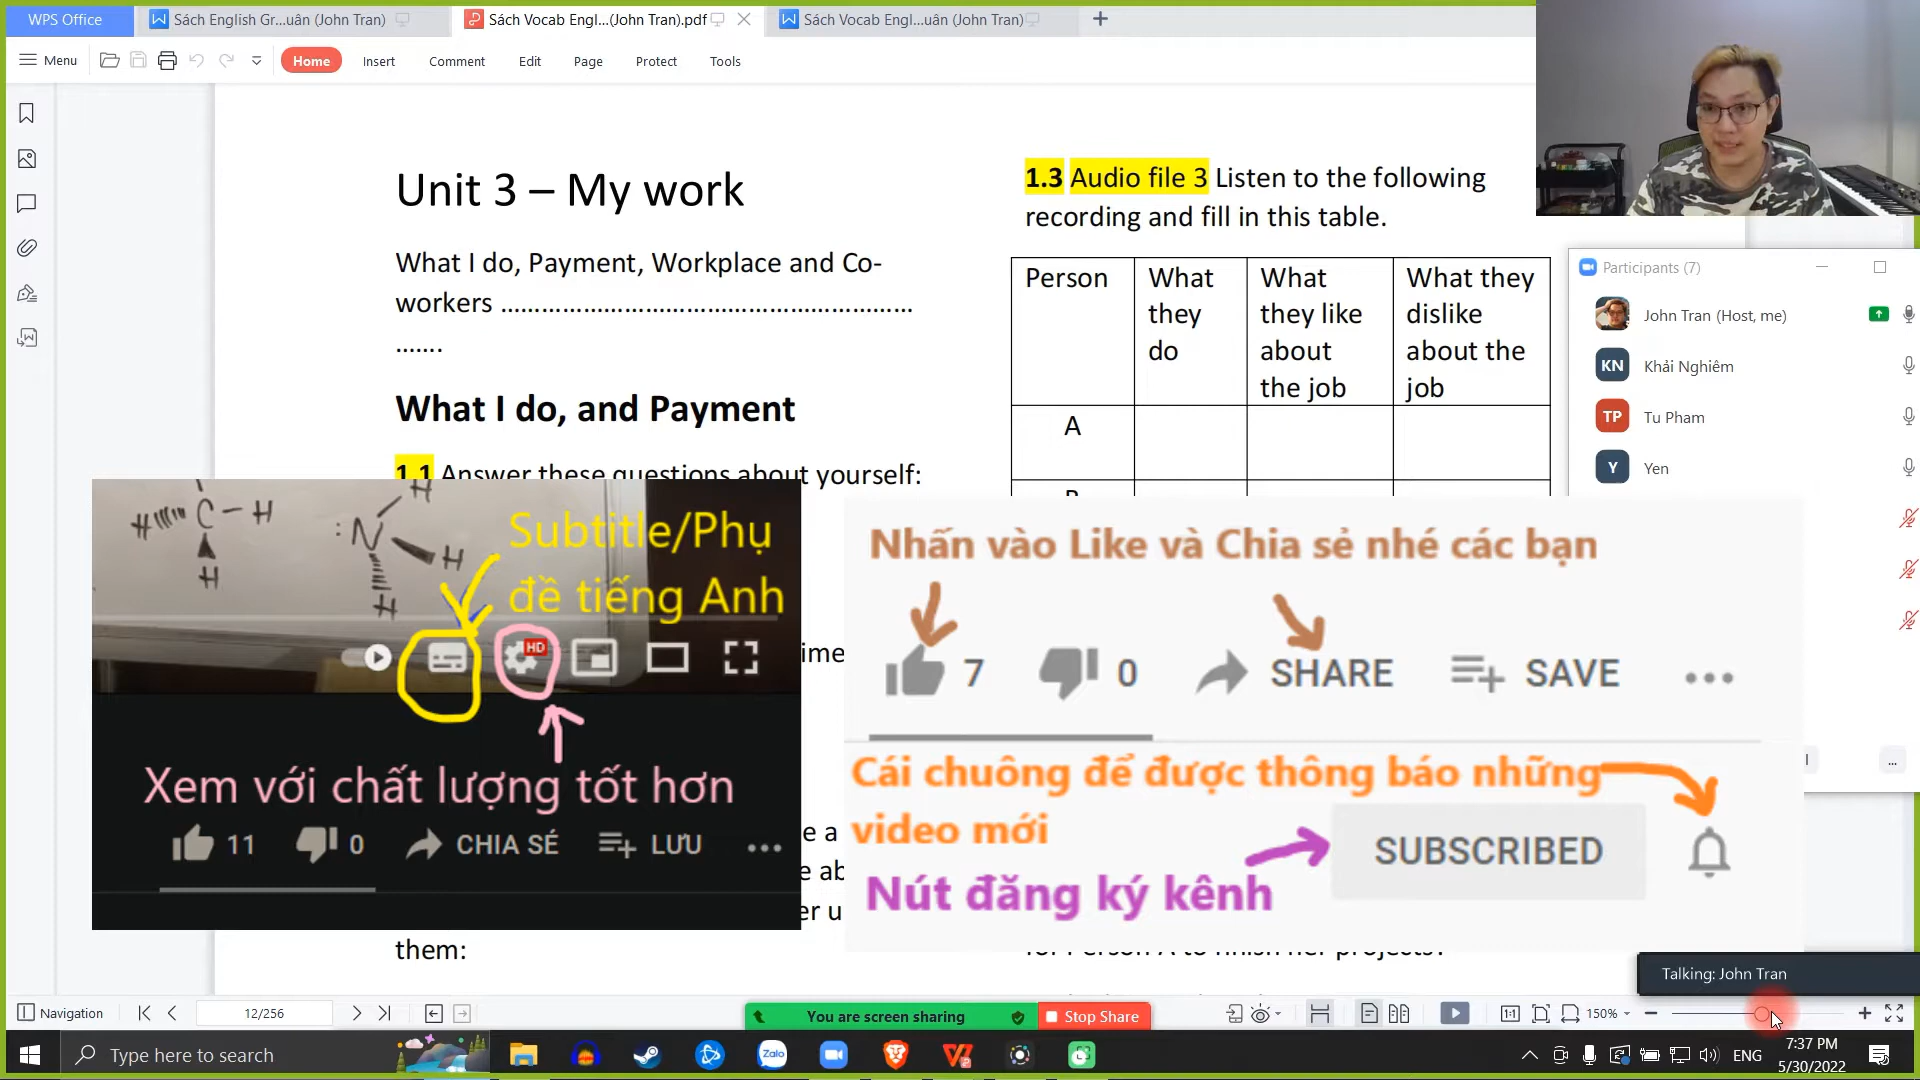 WPS Office
Sách English Gr...uân (John Tran)
Sách Vocab Engl...(John Tran).pdf
Sách Vocab Engl...uân (John Tran)
Menu
Home
Insert
Comment
Edit
Page
Protect
Tools
Unit 3 – My work
What I do, Payment, Workplace and Co-
workers ................................................................
.......
What I do, and Payment
1.1 Answer these questions about yourself:
them:
1.3 Audio file 3 Listen to the following
recording and fill in this table.
Person
What they do
What they like about the job
What they dislike about the job
A
Participants (7)
John Tran (Host, me)
KN Khải Nghiêm
TP Tu Pham
Y Yen
Subtitle/Phụ
đề tiếng Anh
HD
Xem với chất lượng tốt hơn
11
0
CHIA SẺ
LƯU
Nhấn vào Like và Chia sẻ nhé các bạn
7
0
SHARE
SAVE
Cái chuông để được thông báo những
video mới
SUBSCRIBED
Nút đăng ký kênh
Talking: John Tran
Navigation
12/256
You are screen sharing
Stop Share
150%
Type here to search
Zalo
ENG
7:37 PM
5/30/2022